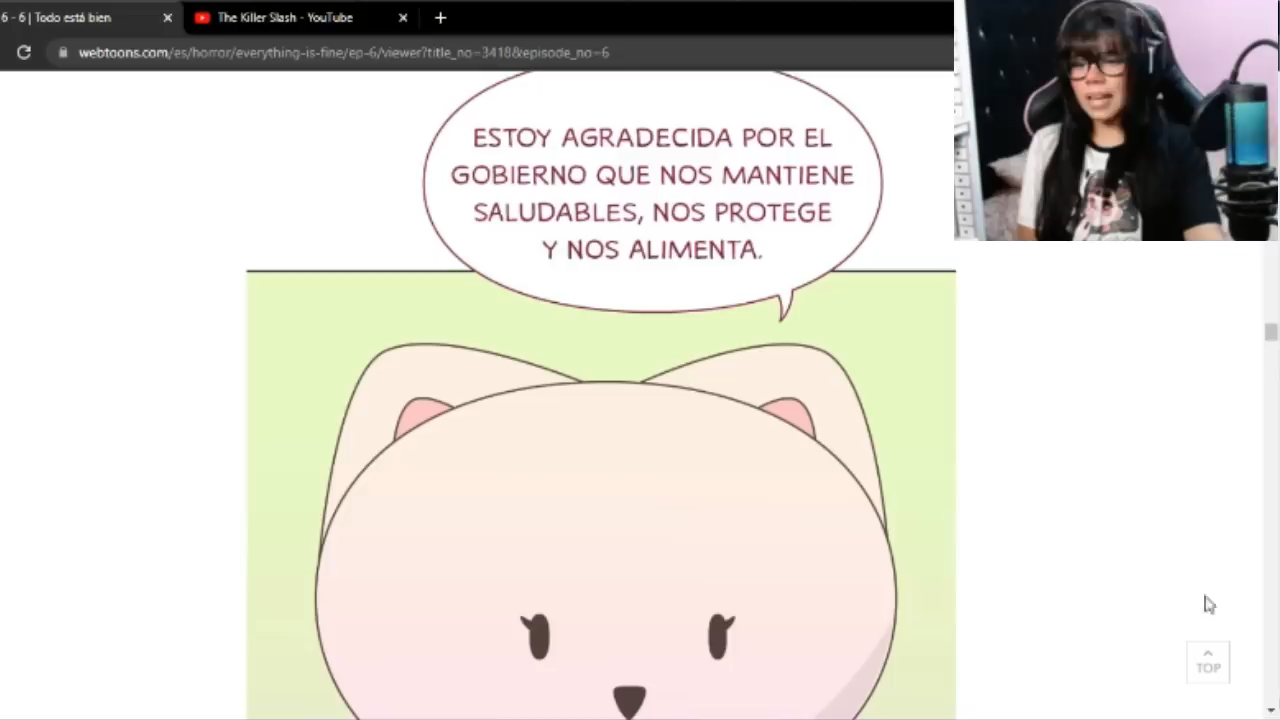 6 - 6 | Todo está bien
The Killer Slash - YouTube
webtoons.com/es/horror/everything-is-fine/ep-6/viewer?title_no=3418&episode_no=6
ESTOY AGRADECIDA POR EL
GOBIERNO QUE NOS MANTIENE
SALUDABLES, NOS PROTEGE
Y NOS ALIMENTA.
TOP